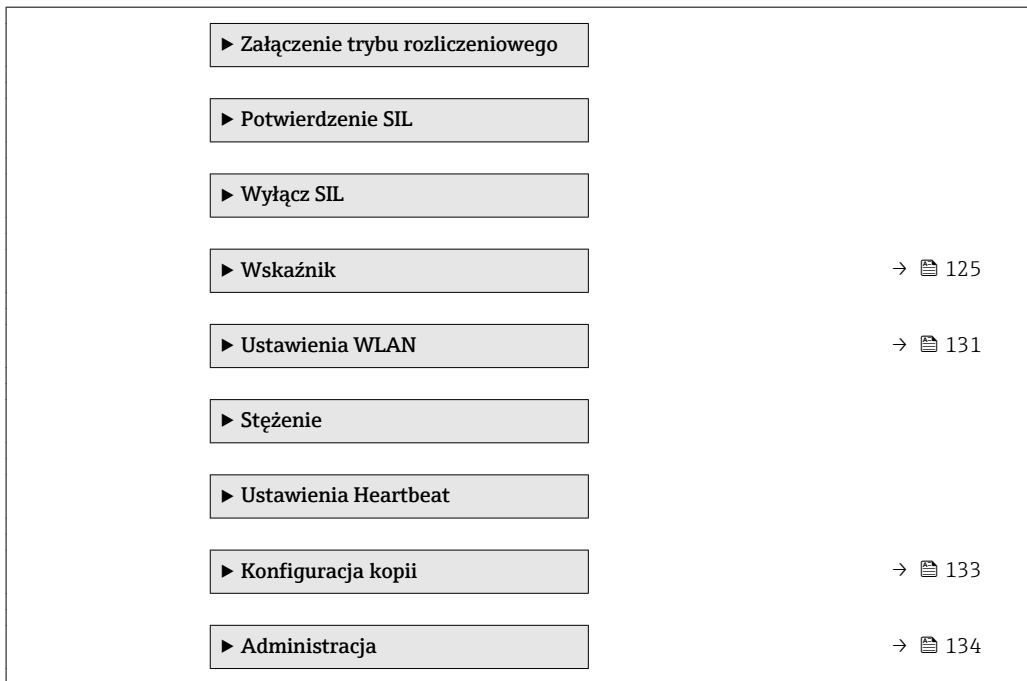 ▶ Załączenie trybu rozliczeniowego
▶ Potwierdzenie SIL
▶ Wyłącz SIL
▶ Wskaźnik → 🖹 125
▶ Ustawienia WLAN → 🖹 131
▶ Stężenie
▶ Ustawienia Heartbeat
▶ Konfiguracja kopii → 🖹 133
▶ Administracja → 🖹 134